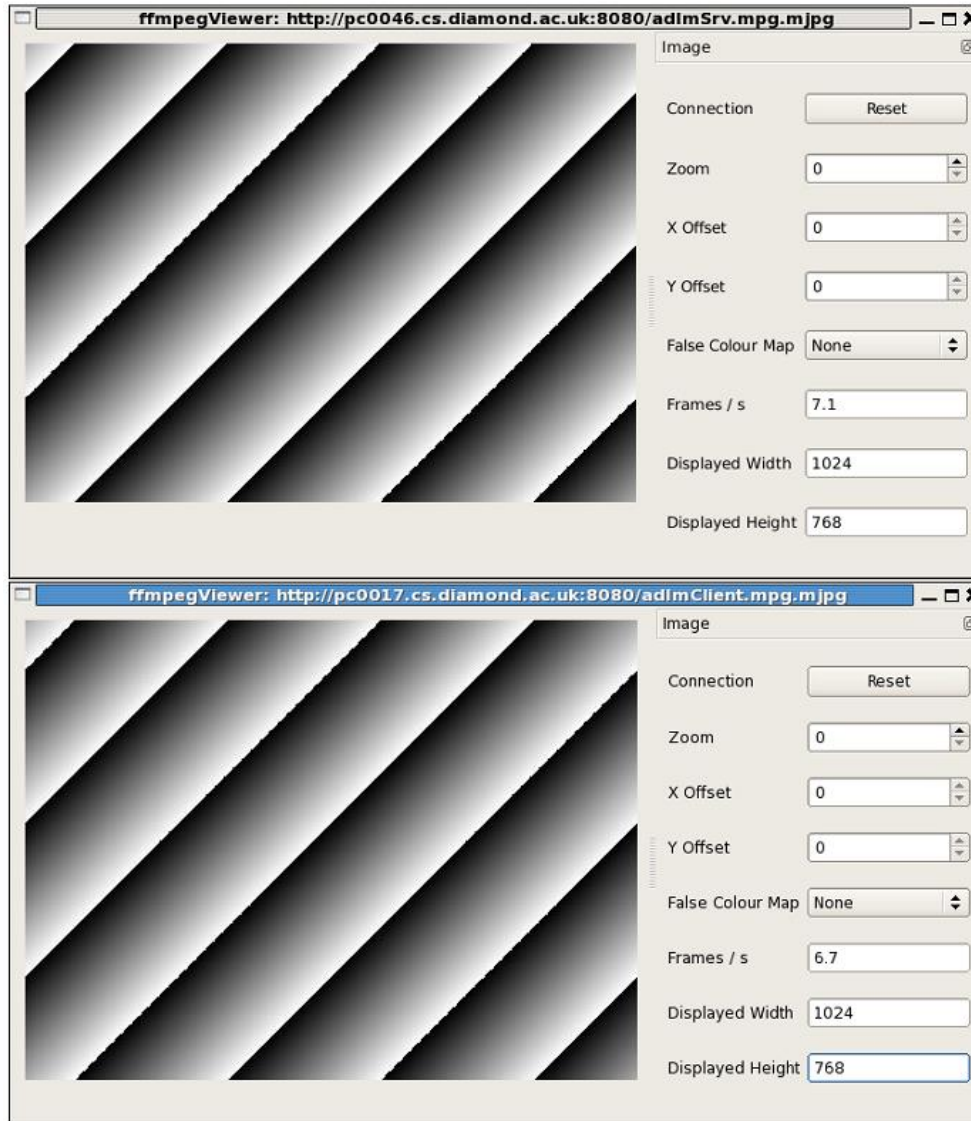 ffmpegViewer: http://pc0046.cs.diamond.ac.uk:8080/adImSrv.mpg.mjpg
Image
Connection Reset
Zoom 0
X Offset 0
Y Offset 0
False Colour Map None
Frames / s 7.1
Displayed Width 1024
Displayed Height 768
ffmpegViewer: http://pc0017.cs.diamond.ac.uk:8080/adImClient.mpg.mjpg
Image
Connection Reset
Zoom 0
X Offset 0
Y Offset 0
False Colour Map None
Frames / s 6.7
Displayed Width 1024
Displayed Height 768